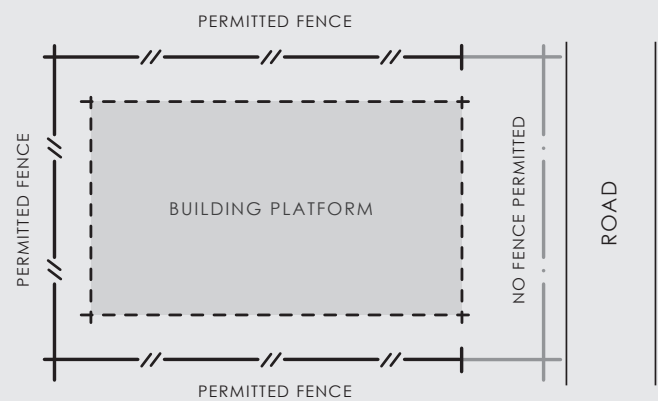 PERMITTED FENCE
PERMITTED FENCE
BUILDING PLATFORM
NO FENCE PERMITTED
ROAD
PERMITTED FENCE